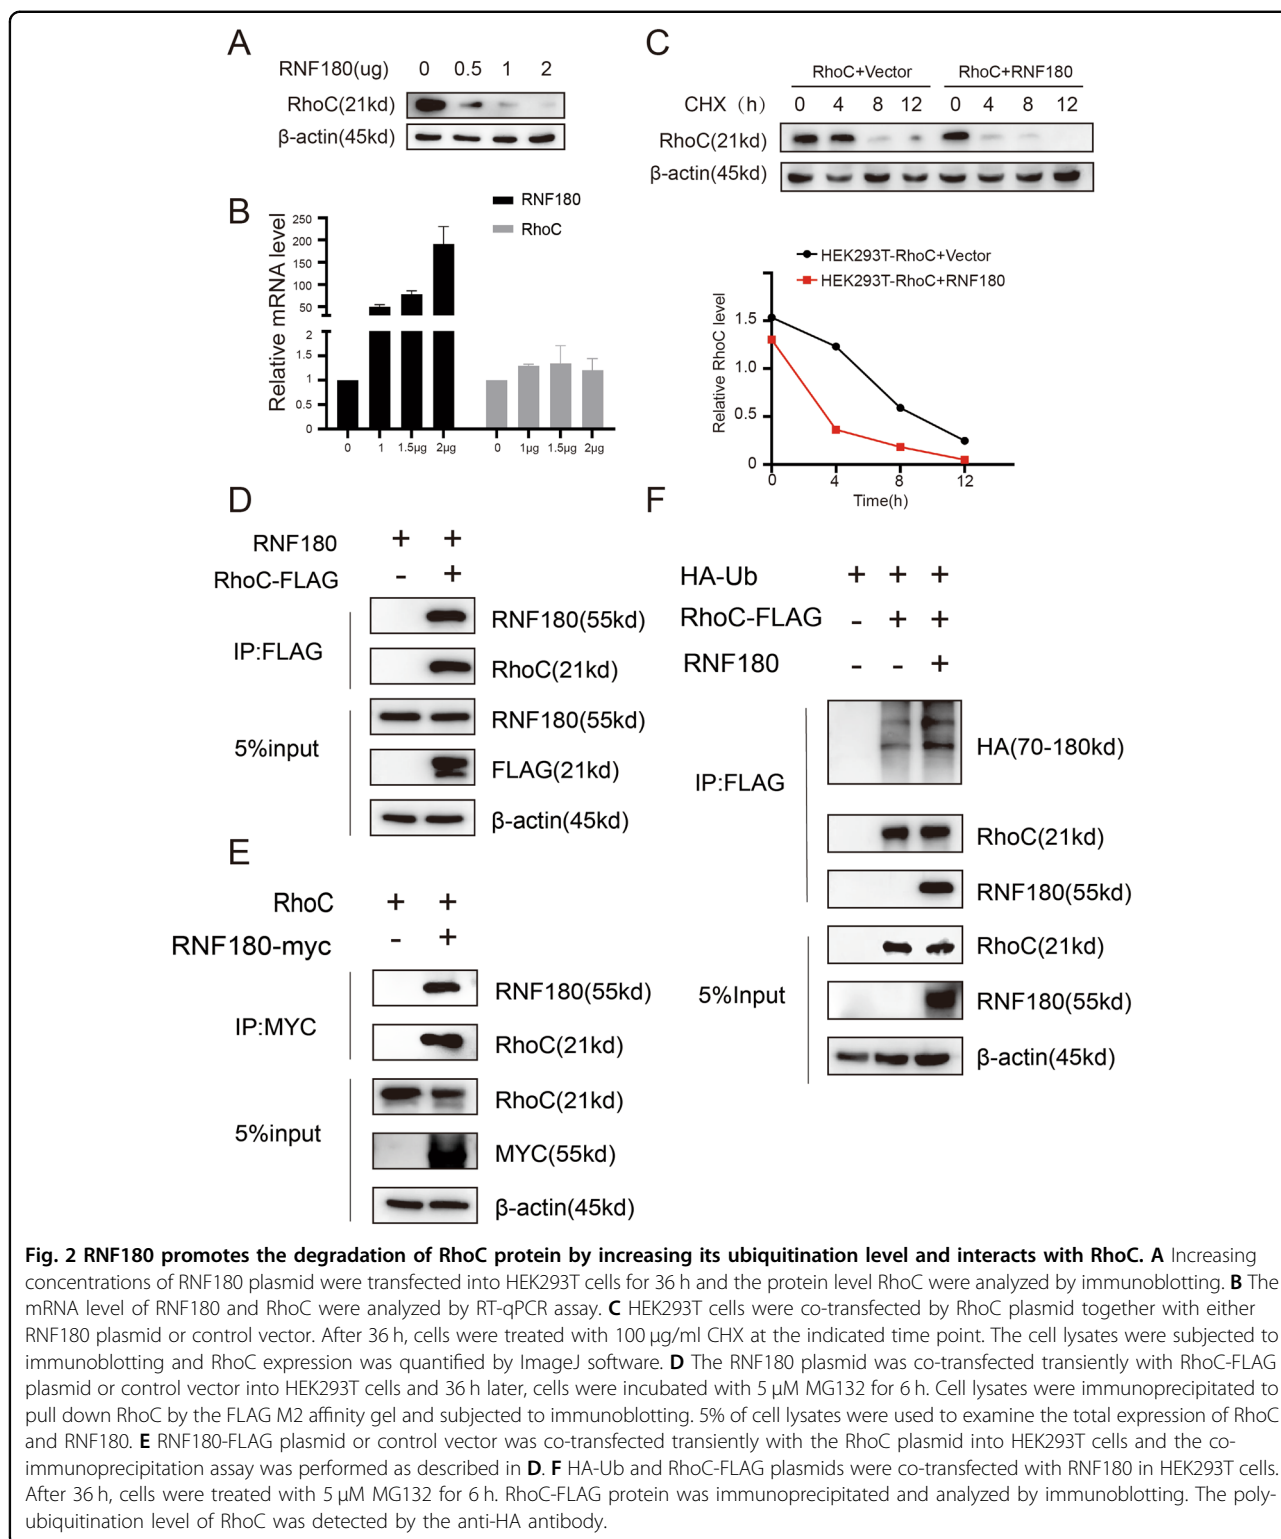 A
RNF180(ug) 0 0.5 1 2
RhoC(21kd)
β-actin(45kd)
B
RNF180
RhoC
Relative mRNA level
250
200
150
100
50
2
1.5
1
0.5
0
0 1 1.5μg 2μg 0 1μg 1.5μg 2μg
C
RhoC+Vector RhoC+RNF180
CHX (h) 0 4 8 12 0 4 8 12
RhoC(21kd)
β-actin(45kd)
HEK293T-RhoC+Vector
HEK293T-RhoC+RNF180
Relative RhoC level
1.5
1.0
0.5
0
0 4 8 12
Time(h)
D
RNF180 + +
RhoC-FLAG - +
IP:FLAG
RNF180(55kd)
RhoC(21kd)
5%input
RNF180(55kd)
FLAG(21kd)
β-actin(45kd)
E
RhoC + +
RNF180-myc - +
IP:MYC
RNF180(55kd)
RhoC(21kd)
5%input
RhoC(21kd)
MYC(55kd)
β-actin(45kd)
F
HA-Ub + + +
RhoC-FLAG - + +
RNF180 - - +
IP:FLAG
HA(70-180kd)
RhoC(21kd)
RNF180(55kd)
5%Input
RhoC(21kd)
RNF180(55kd)
β-actin(45kd)
Fig. 2 RNF180 promotes the degradation of RhoC protein by increasing its ubiquitination level and interacts with RhoC. A Increasing
concentrations of RNF180 plasmid were transfected into HEK293T cells for 36 h and the protein level RhoC were analyzed by immunoblotting. B The
mRNA level of RNF180 and RhoC were analyzed by RT-qPCR assay. C HEK293T cells were co-transfected by RhoC plasmid together with either
RNF180 plasmid or control vector. After 36 h, cells were treated with 100 μg/ml CHX at the indicated time point. The cell lysates were subjected to
immunoblotting and RhoC expression was quantified by ImageJ software. D The RNF180 plasmid was co-transfected transiently with RhoC-FLAG
plasmid or control vector into HEK293T cells and 36 h later, cells were incubated with 5 μM MG132 for 6 h. Cell lysates were immunoprecipitated to
pull down RhoC by the FLAG M2 affinity gel and subjected to immunoblotting. 5% of cell lysates were used to examine the total expression of RhoC
and RNF180. E RNF180-FLAG plasmid or control vector was co-transfected transiently with the RhoC plasmid into HEK293T cells and the co-
immunoprecipitation assay was performed as described in D. F HA-Ub and RhoC-FLAG plasmids were co-transfected with RNF180 in HEK293T cells.
After 36 h, cells were treated with 5 μM MG132 for 6 h. RhoC-FLAG protein was immunoprecipitated and analyzed by immunoblotting. The poly-
ubiquitination level of RhoC was detected by the anti-HA antibody.